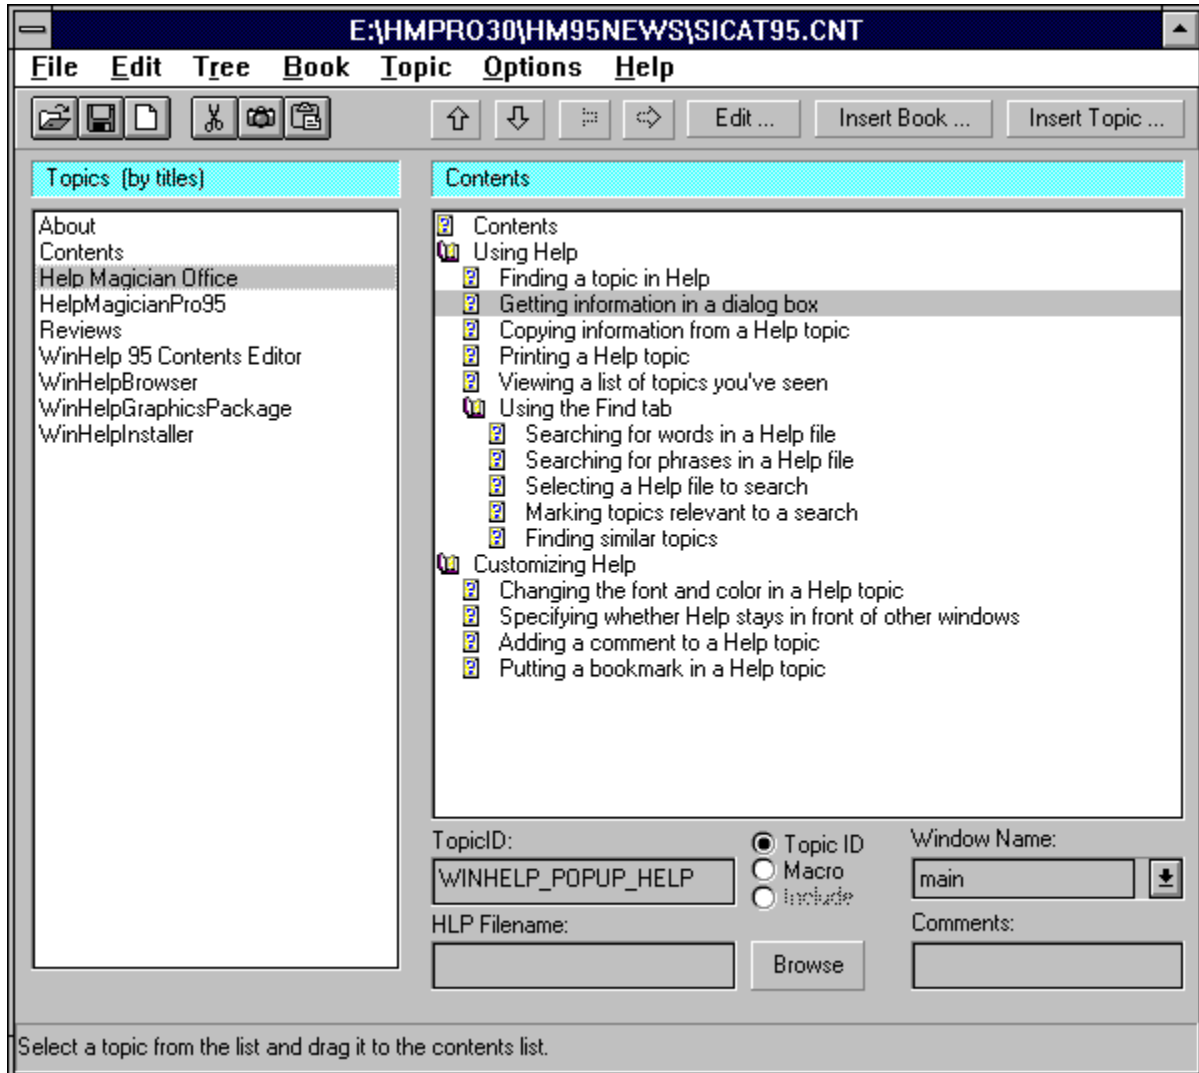 E:\HMPRO30\HM95NEWS\SICAT95.CNT
File Edit Tree Book Topic Options Help
Edit ... Insert Book ... Insert Topic ...
Topics (by titles)
About
Contents
Help Magician Office
HelpMagicianPro95
Reviews
WinHelp 95 Contents Editor
WinHelpBrowser
WinHelpGraphicsPackage
WinHelpInstaller
Contents
Contents
Using Help
Finding a topic in Help
Getting information in a dialog box
Copying information from a Help topic
Printing a Help topic
Viewing a list of topics you've seen
Using the Find tab
Searching for words in a Help file
Searching for phrases in a Help file
Selecting a Help file to search
Marking topics relevant to a search
Finding similar topics
Customizing Help
Changing the font and color in a Help topic
Specifying whether Help stays in front of other windows
Adding a comment to a Help topic
Putting a bookmark in a Help topic
TopicID:
WINHELP_POPUP_HELP
Topic ID
Macro
Include
Window Name:
main
HLP Filename:
Browse
Comments:
Select a topic from the list and drag it to the contents list.